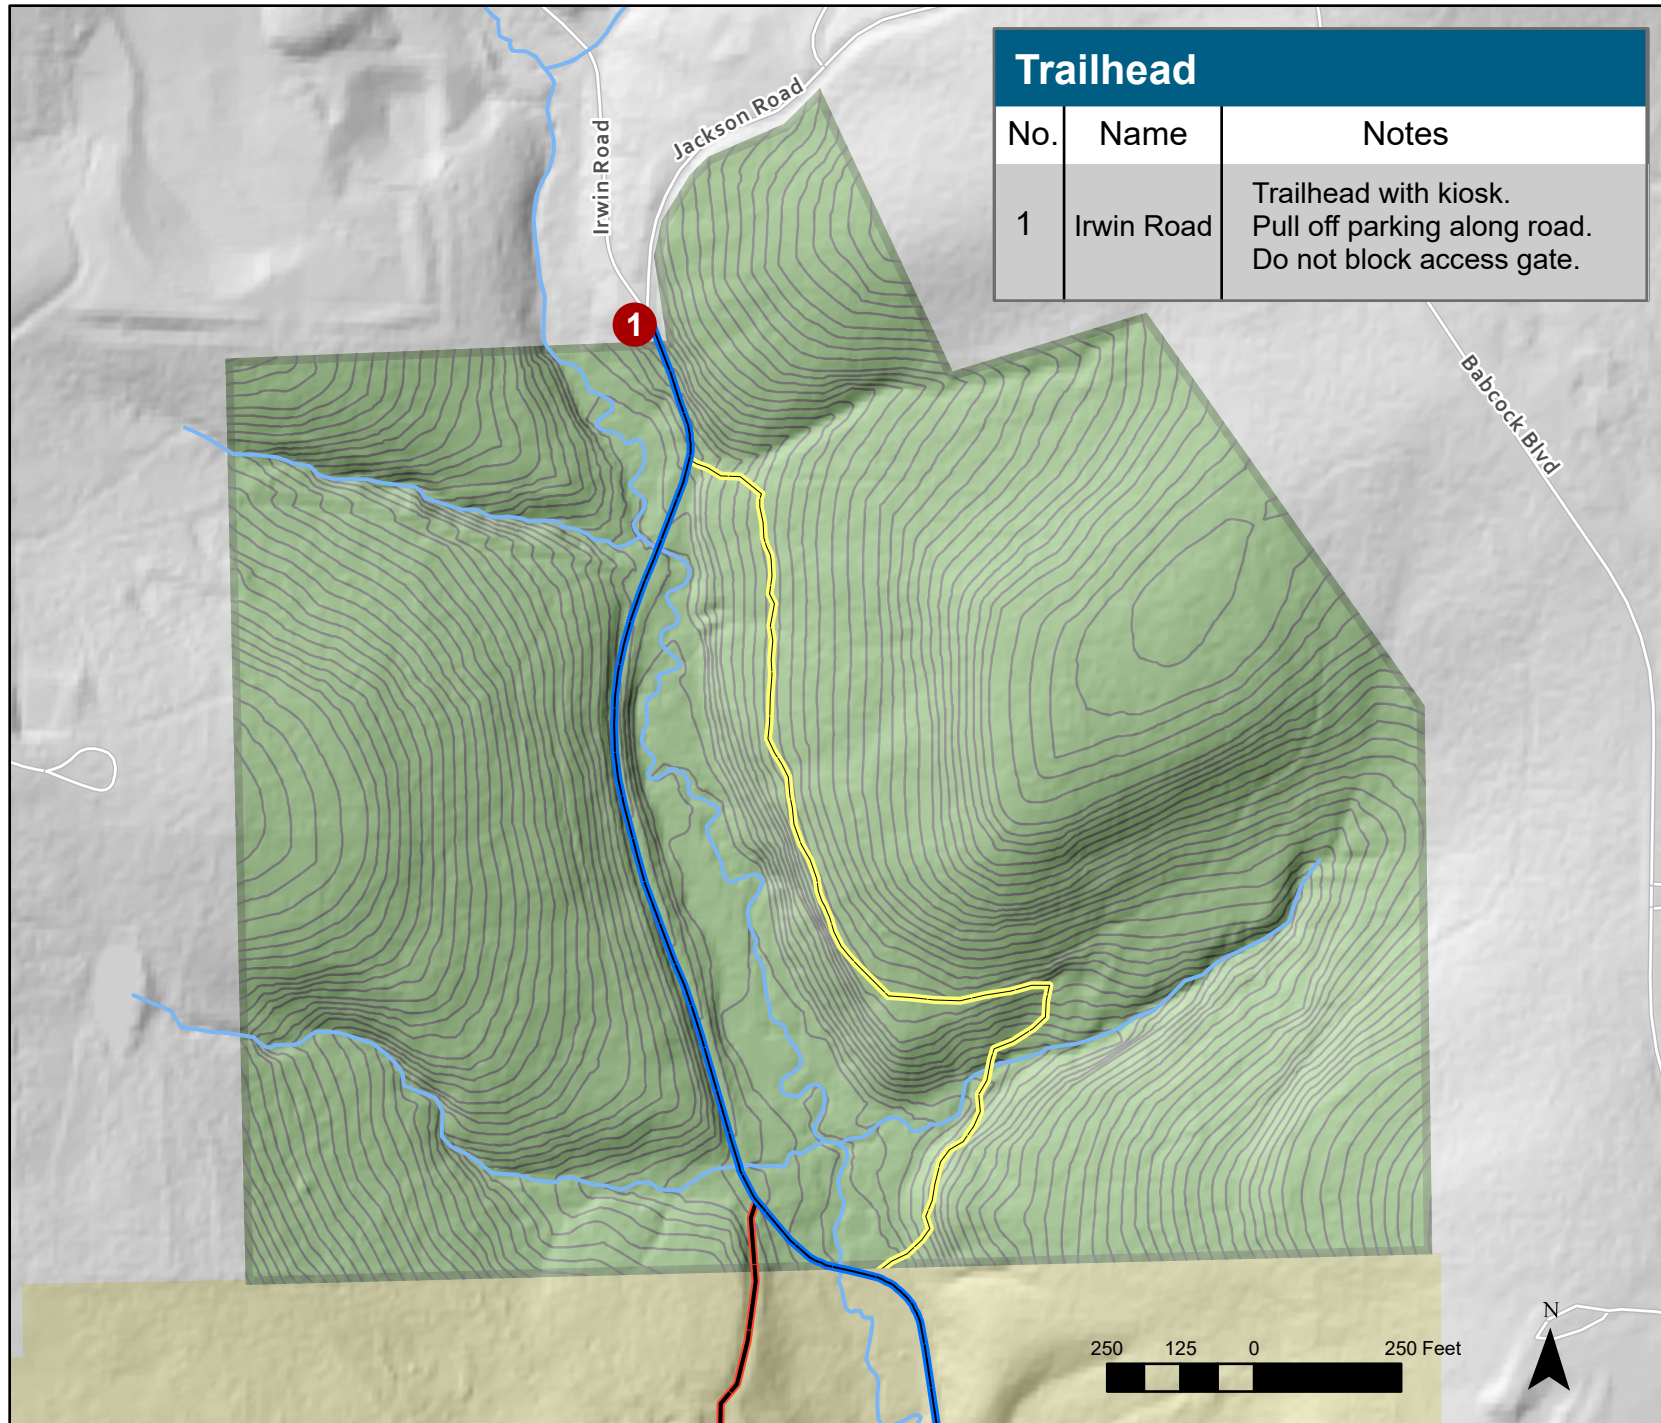 Trailhead
No. Name Notes
1 Irwin Road Trailhead with kiosk.
Pull off parking along road.
Do not block access gate.
Jackson Road
Irwin Road
1
Babcock Blvd
N
250 125 0 250 Feet